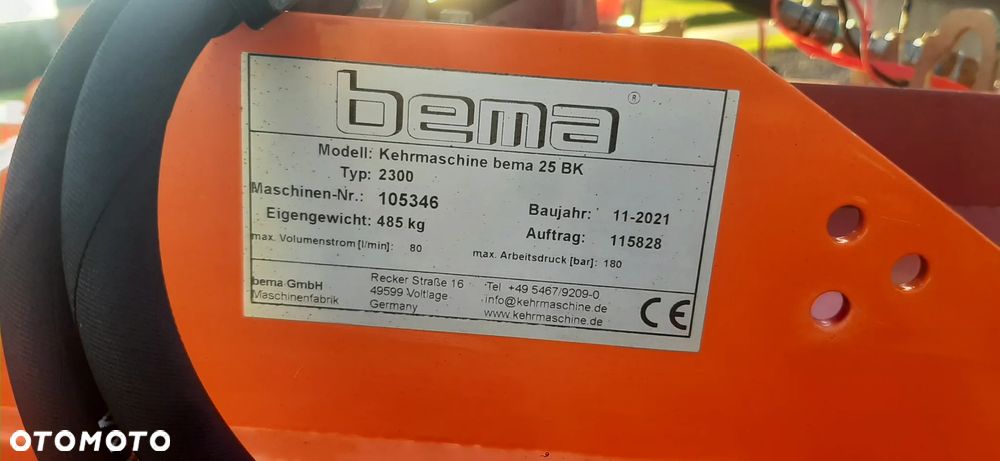 bema ®
Modell: Kehrmaschine bema 25 BK
Typ: 2300
Maschinen-Nr.: 105346
Baujahr: 11-2021
Eigengewicht: 485 kg
Auftrag: 115828
max. Volumenstrom [l/min]: 80
max. Arbeitsdruck [bar]: 180
bema GmbH
Maschinenfabrik
Recker Straße 16
49599 Voltlage
Germany
Tel +49 5467/9209-0
info@kehrmaschine.de
www.kehrmaschine.de
CE
OTOMOTO